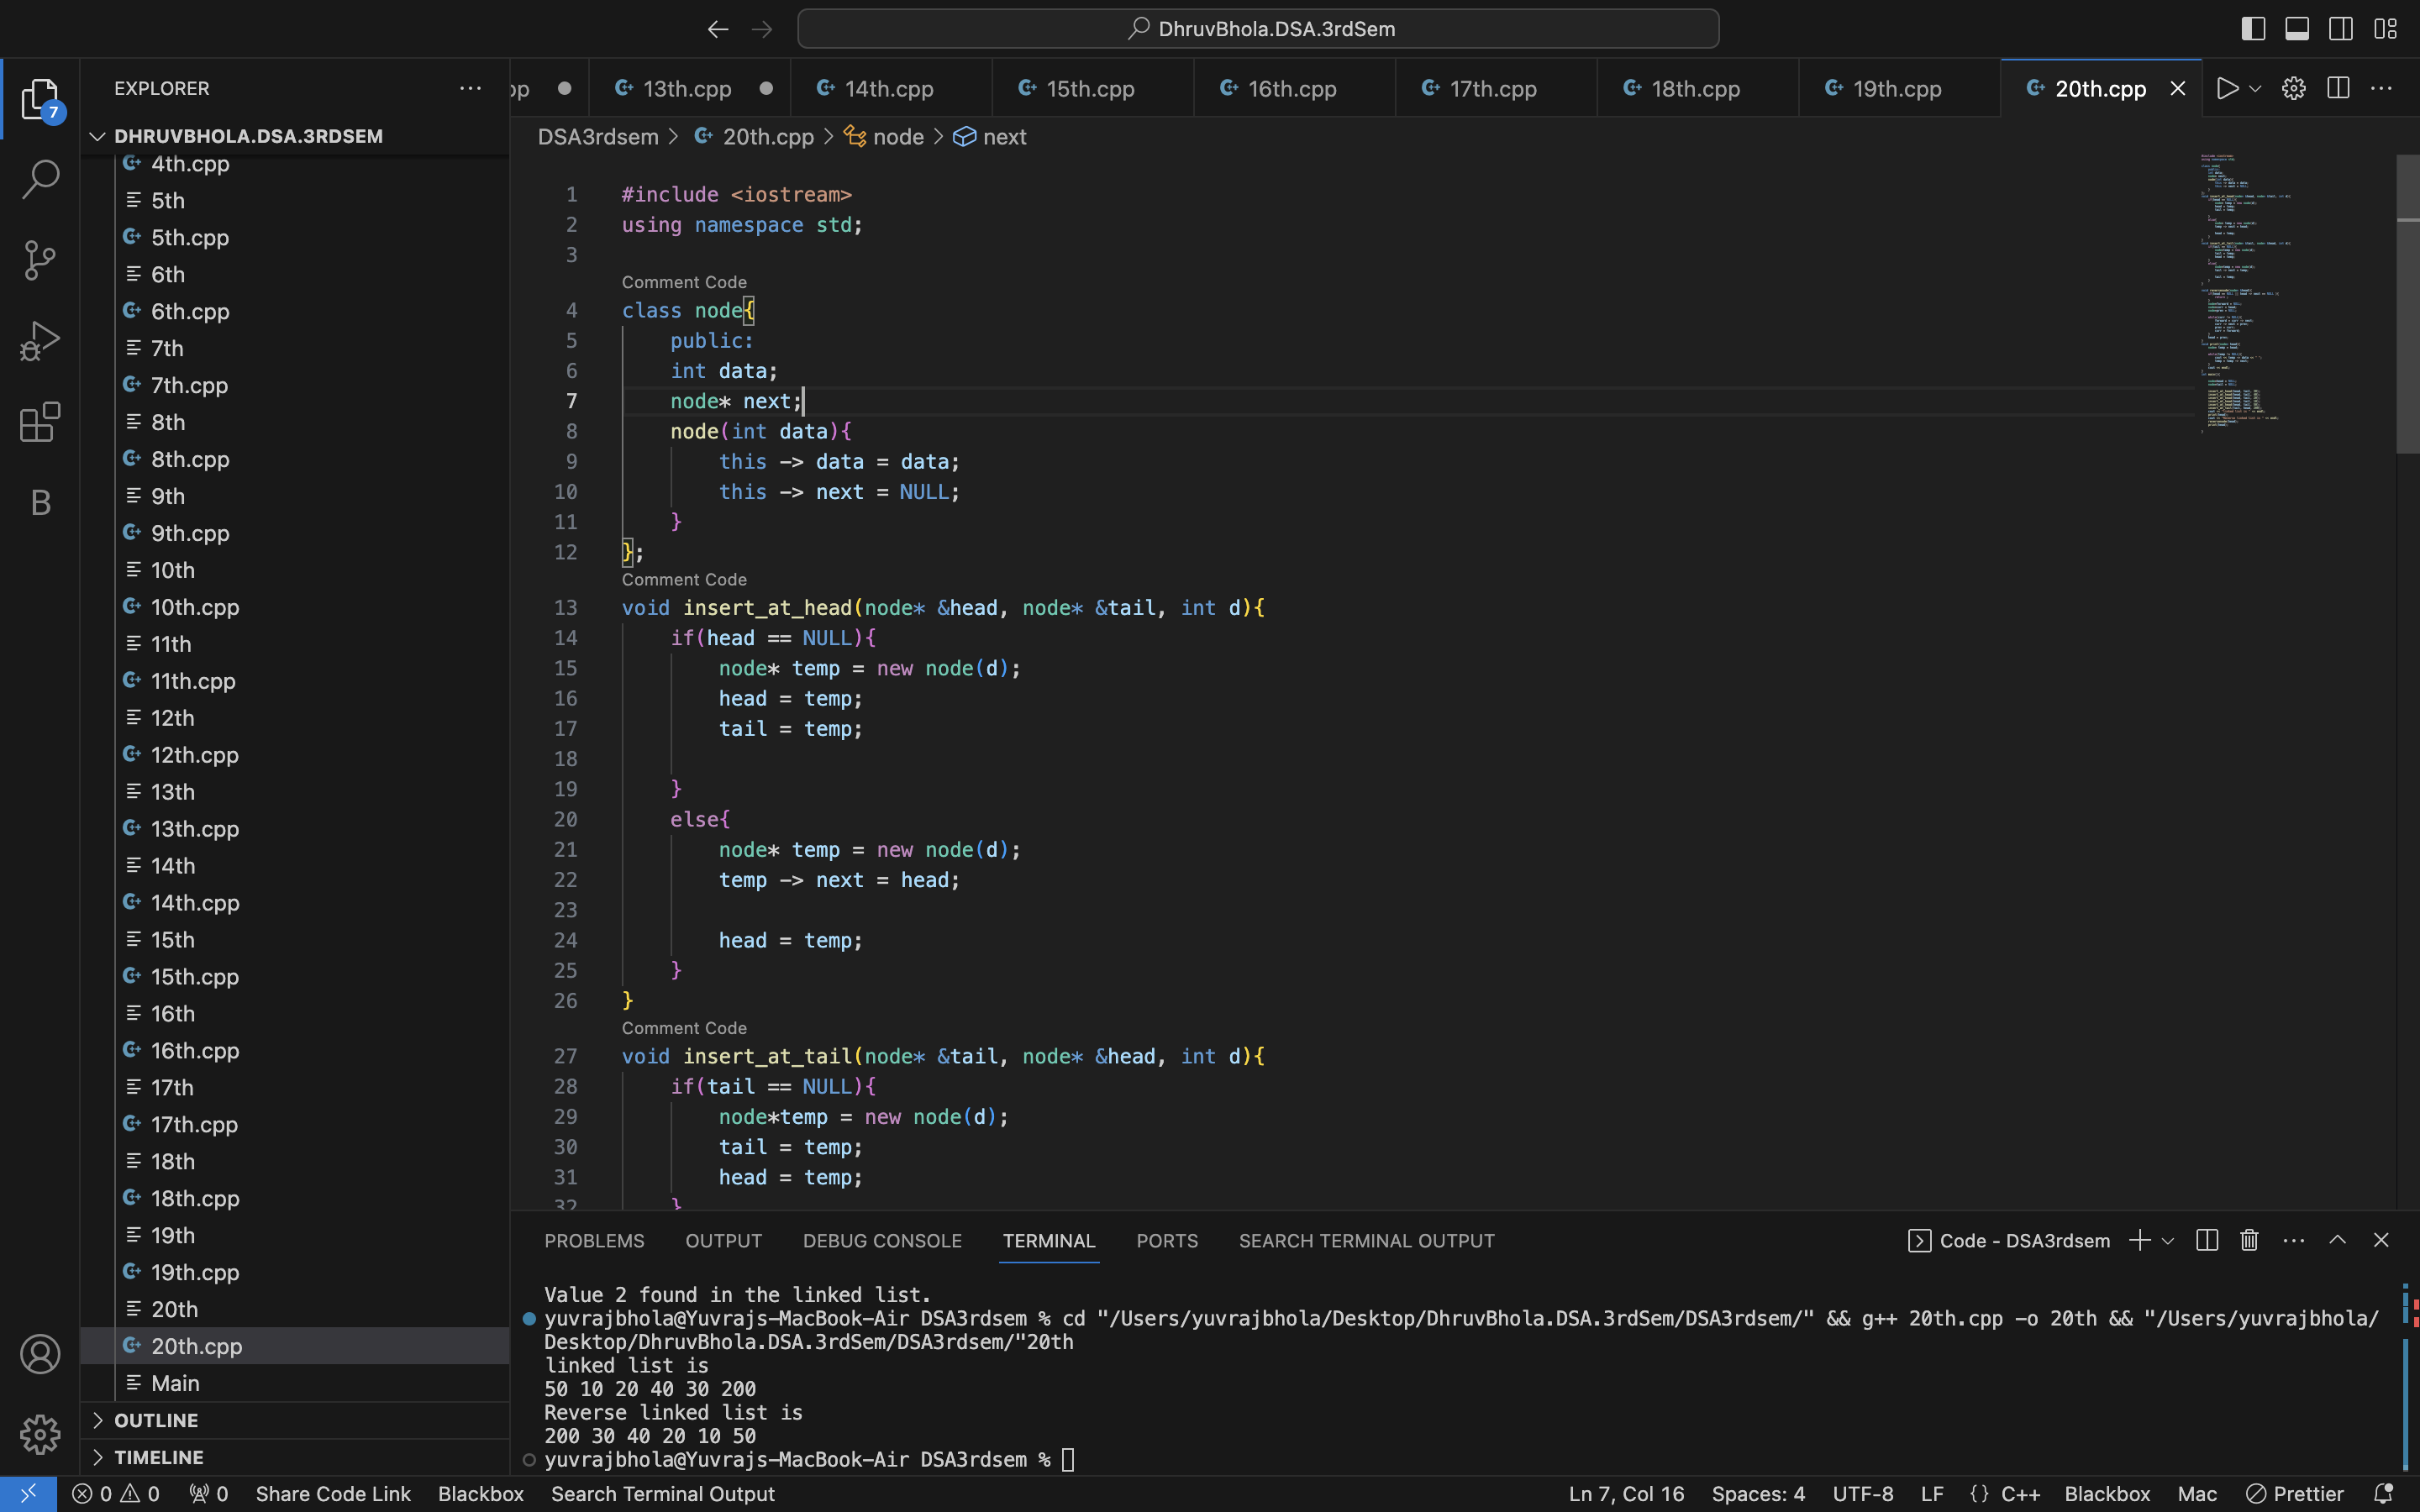 DhruvBhola.DSA.3rdSem
EXPLORER
pp
13th.cpp
14th.cpp
15th.cpp
16th.cpp
17th.cpp
18th.cpp
19th.cpp
20th.cpp
7
DHRUVBHOLA.DSA.3RDSEM
DSA3rdsem > 20th.cpp > node > next
4th.cpp
5th
5th.cpp
6th
6th.cpp
7th
7th.cpp
8th
8th.cpp
9th
9th.cpp
10th
10th.cpp
11th
11th.cpp
12th
12th.cpp
13th
13th.cpp
14th
14th.cpp
15th
15th.cpp
16th
16th.cpp
17th
17th.cpp
18th
18th.cpp
19th
19th.cpp
20th
20th.cpp
Main
OUTLINE
TIMELINE
B
1 #include <iostream>
2 using namespace std;
3
Comment Code
4 class node{
5 public:
6 int data;
7 node* next;
8 node(int data){
9 this -> data = data;
10 this -> next = NULL;
11 }
12 };
Comment Code
13 void insert_at_head(node* &head, node* &tail, int d){
14 if(head == NULL){
15 node* temp = new node(d);
16 head = temp;
17 tail = temp;
18
19 }
20 else{
21 node* temp = new node(d);
22 temp -> next = head;
23
24 head = temp;
25 }
26 }
Comment Code
27 void insert_at_tail(node* &tail, node* &head, int d){
28 if(tail == NULL){
29 node*temp = new node(d);
30 tail = temp;
31 head = temp;
32 }
PROBLEMS OUTPUT DEBUG CONSOLE TERMINAL PORTS SEARCH TERMINAL OUTPUT
Code - DSA3rdsem
Value 2 found in the linked list.
yuvrajbhola@Yuvrajs-MacBook-Air DSA3rdsem % cd "/Users/yuvrajbhola/Desktop/DhruvBhola.DSA.3rdSem/DSA3rdsem/" && g++ 20th.cpp -o 20th && "/Users/yuvrajbhola/
Desktop/DhruvBhola.DSA.3rdSem/DSA3rdsem/"20th
linked list is
50 10 20 40 30 200
Reverse linked list is
200 30 40 20 10 50
yuvrajbhola@Yuvrajs-MacBook-Air DSA3rdsem %
0 0 0 Share Code Link Blackbox Search Terminal Output
Ln 7, Col 16 Spaces: 4 UTF-8 LF {} C++ Blackbox Mac Prettier